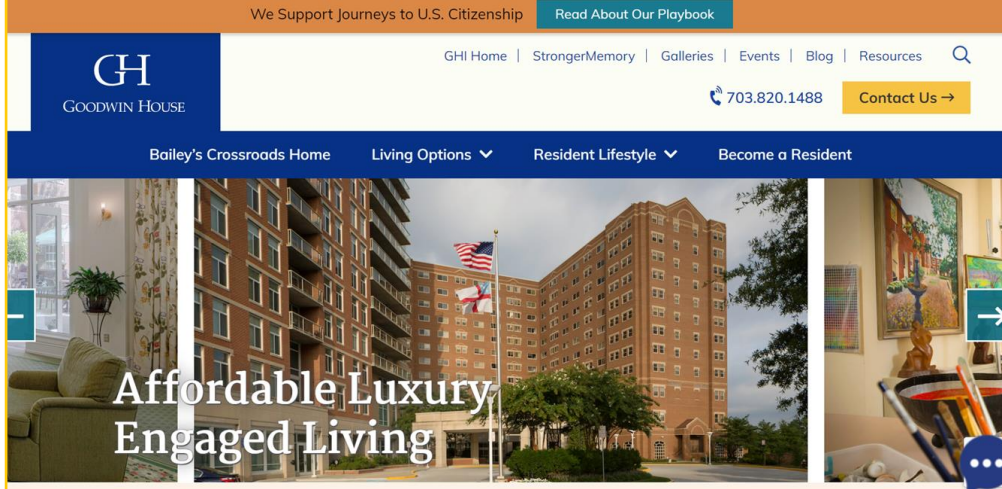 We Support Journeys to U.S. Citizenship Read About Our Playbook
GH
GOODWIN HOUSE
GHI Home | StrongerMemory | Galleries | Events | Blog | Resources
703.820.1488 Contact Us →
Bailey's Crossroads Home Living Options Resident Lifestyle Become a Resident
Affordable Luxury
Engaged Living